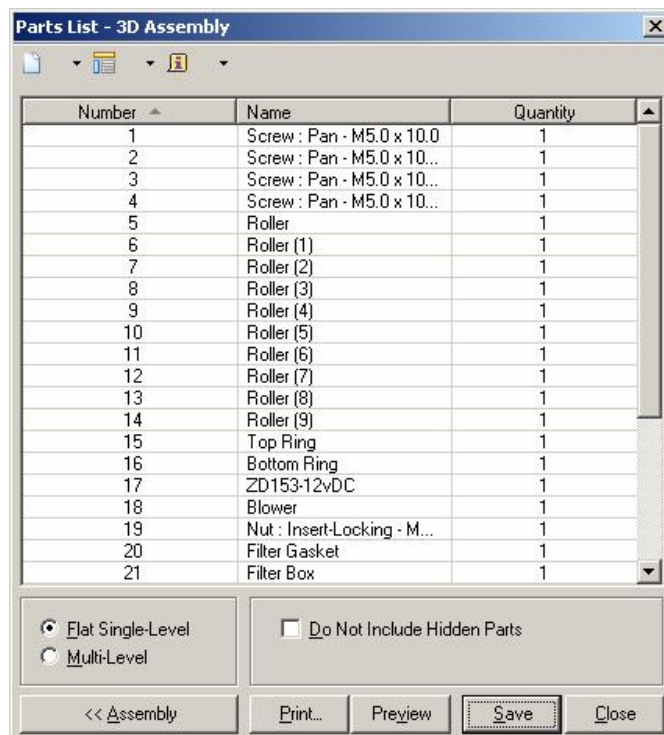 Parts List - 3D Assembly
Number Name Quantity
1 Screw : Pan - M5.0 x 10.0 1
2 Screw : Pan - M5.0 x 10... 1
3 Screw : Pan - M5.0 x 10... 1
4 Screw : Pan - M5.0 x 10... 1
5 Roller 1
6 Roller (1) 1
7 Roller (2) 1
8 Roller (3) 1
9 Roller (4) 1
10 Roller (5) 1
11 Roller (6) 1
12 Roller (7) 1
13 Roller (8) 1
14 Roller (9) 1
15 Top Ring 1
16 Bottom Ring 1
17 ZD153-12vDC 1
18 Blower 1
19 Nut : Insert-Locking - M... 1
20 Filter Gasket 1
21 Filter Box 1
Flat Single-Level Do Not Include Hidden Parts
Multi-Level
<< Assembly Print... Preview Save Close